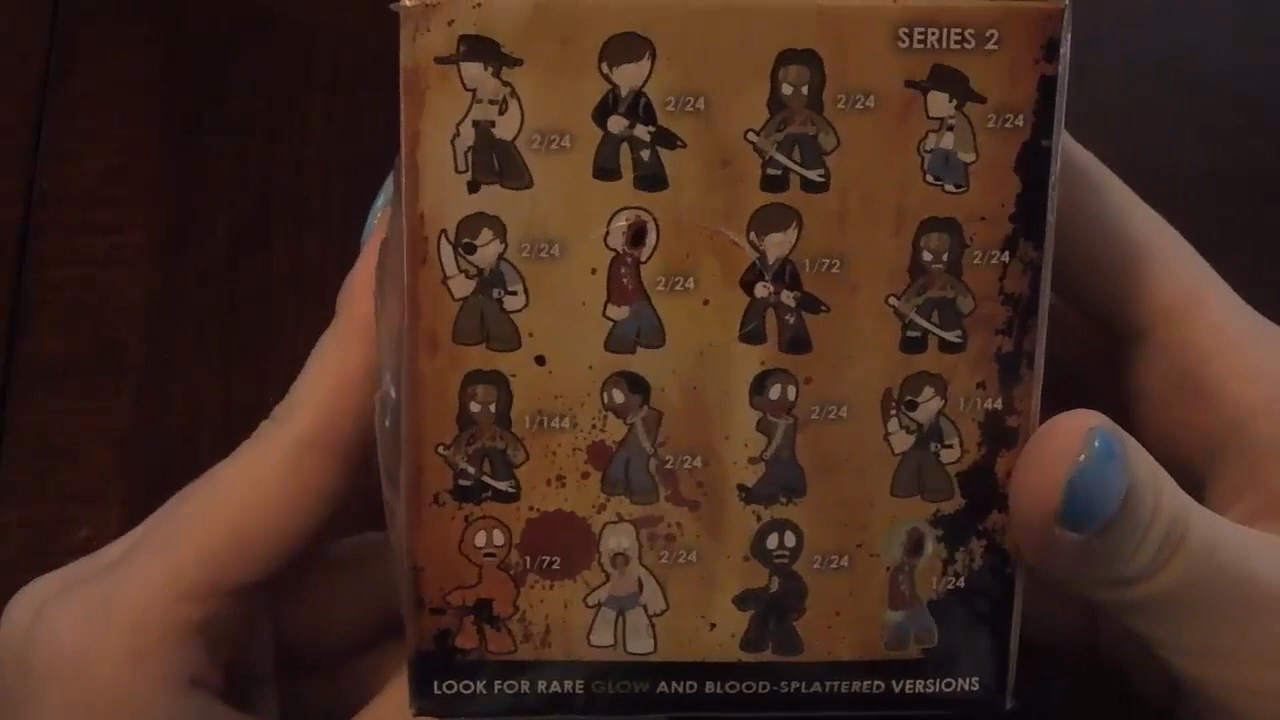 SERIES 2
2/24 2/24 2/24 2/24
2/24 2/24 1/72 2/24
1/144 2/24 2/24 1/144
1/72 2/24 2/24 1/24
LOOK FOR RARE GLOW AND BLOOD-SPLATTERED VERSIONS